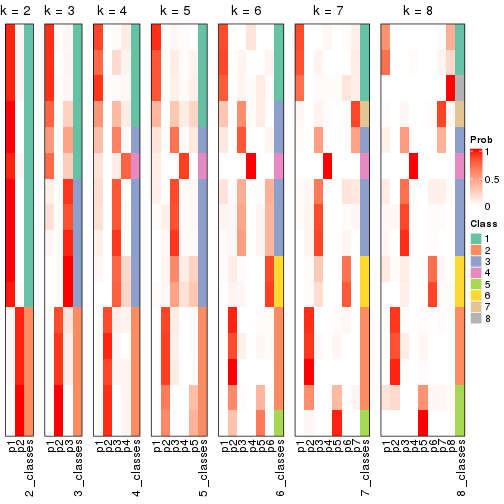 k = 2 k = 3 k = 4 k = 5 k = 6 k = 7 k = 8
p1 p2 2_classes
p1 p2 p3 3_classes
p1 p2 p3 p4 4_classes
p1 p2 p3 p4 p5 5_classes
p1 p2 p3 p4 p5 p6 6_classes
p1 p2 p3 p4 p5 p6 p7 7_classes
p1 p2 p3 p4 p5 p6 p7 p8 8_classes
Prob
1
0.5
0
Class
1
2
3
4
5
6
7
8